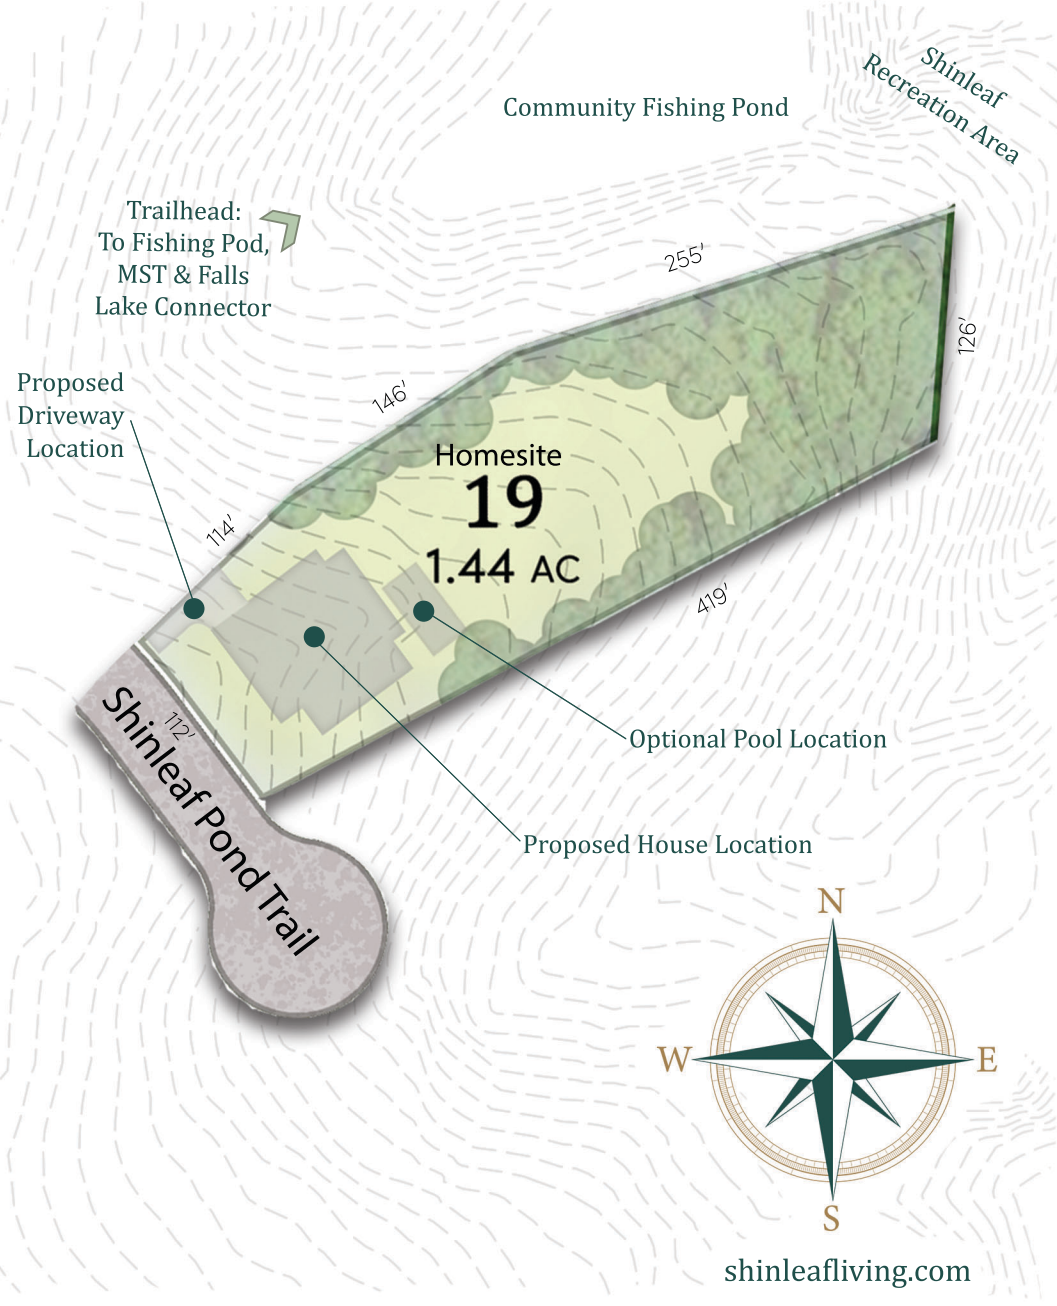 Shinleaf
Recreation Area
Community Fishing Pond
Trailhead:
To Fishing Pod,
MST & Falls
Lake Connector
255'
126'
146'
Proposed
Driveway
Location
114'
Homesite
19
1.44 AC
419'
112'
Shinleaf Pond Trail
Optional Pool Location
Proposed House Location
N
W
E
S
shinleafliving.com